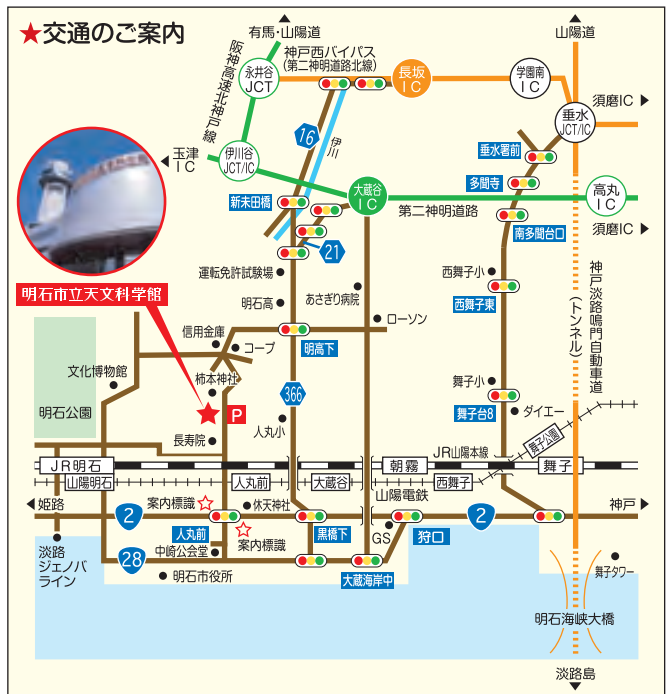 ★交通のご案内
有馬・山陽道
山陽道
神戸西バイパス
(第二神明道路北線)
阪神高速北神戸線
永井谷
JCT
長坂
IC
学園南
IC
須磨IC
垂水
JCT/IC
16
伊川
玉津
IC
伊川谷
JCT/IC
垂水署前
多聞寺
大蔵谷
IC
高丸
IC
新未田橋
第二神明道路
南多聞台口
須磨IC
21
運転免許試験場
あさぎり病院
西舞子小
西舞子東
神戸淡路鳴門自動車道
(トンネル)
明石市立天文科学館
明石高
ローソン
信用金庫
コープ
明高下
文化博物館
柿本神社
366
舞子小
舞子台8
ダイエー
明石公園
P
人丸小
長寿院
舞子公園
JR山陽本線
JR明石
朝霧
舞子
山陽明石
人丸前
大蔵谷
西舞子
山陽電鉄
姫路
案内標識
休天神社
神戸
2
人丸前
黒橋下
狩口
2
案内標識
GS
淡路
ジェノバ
ライン
28
中崎公会堂
明石市役所
大蔵海岸中
舞子タワー
明石海峡大橋
淡路島